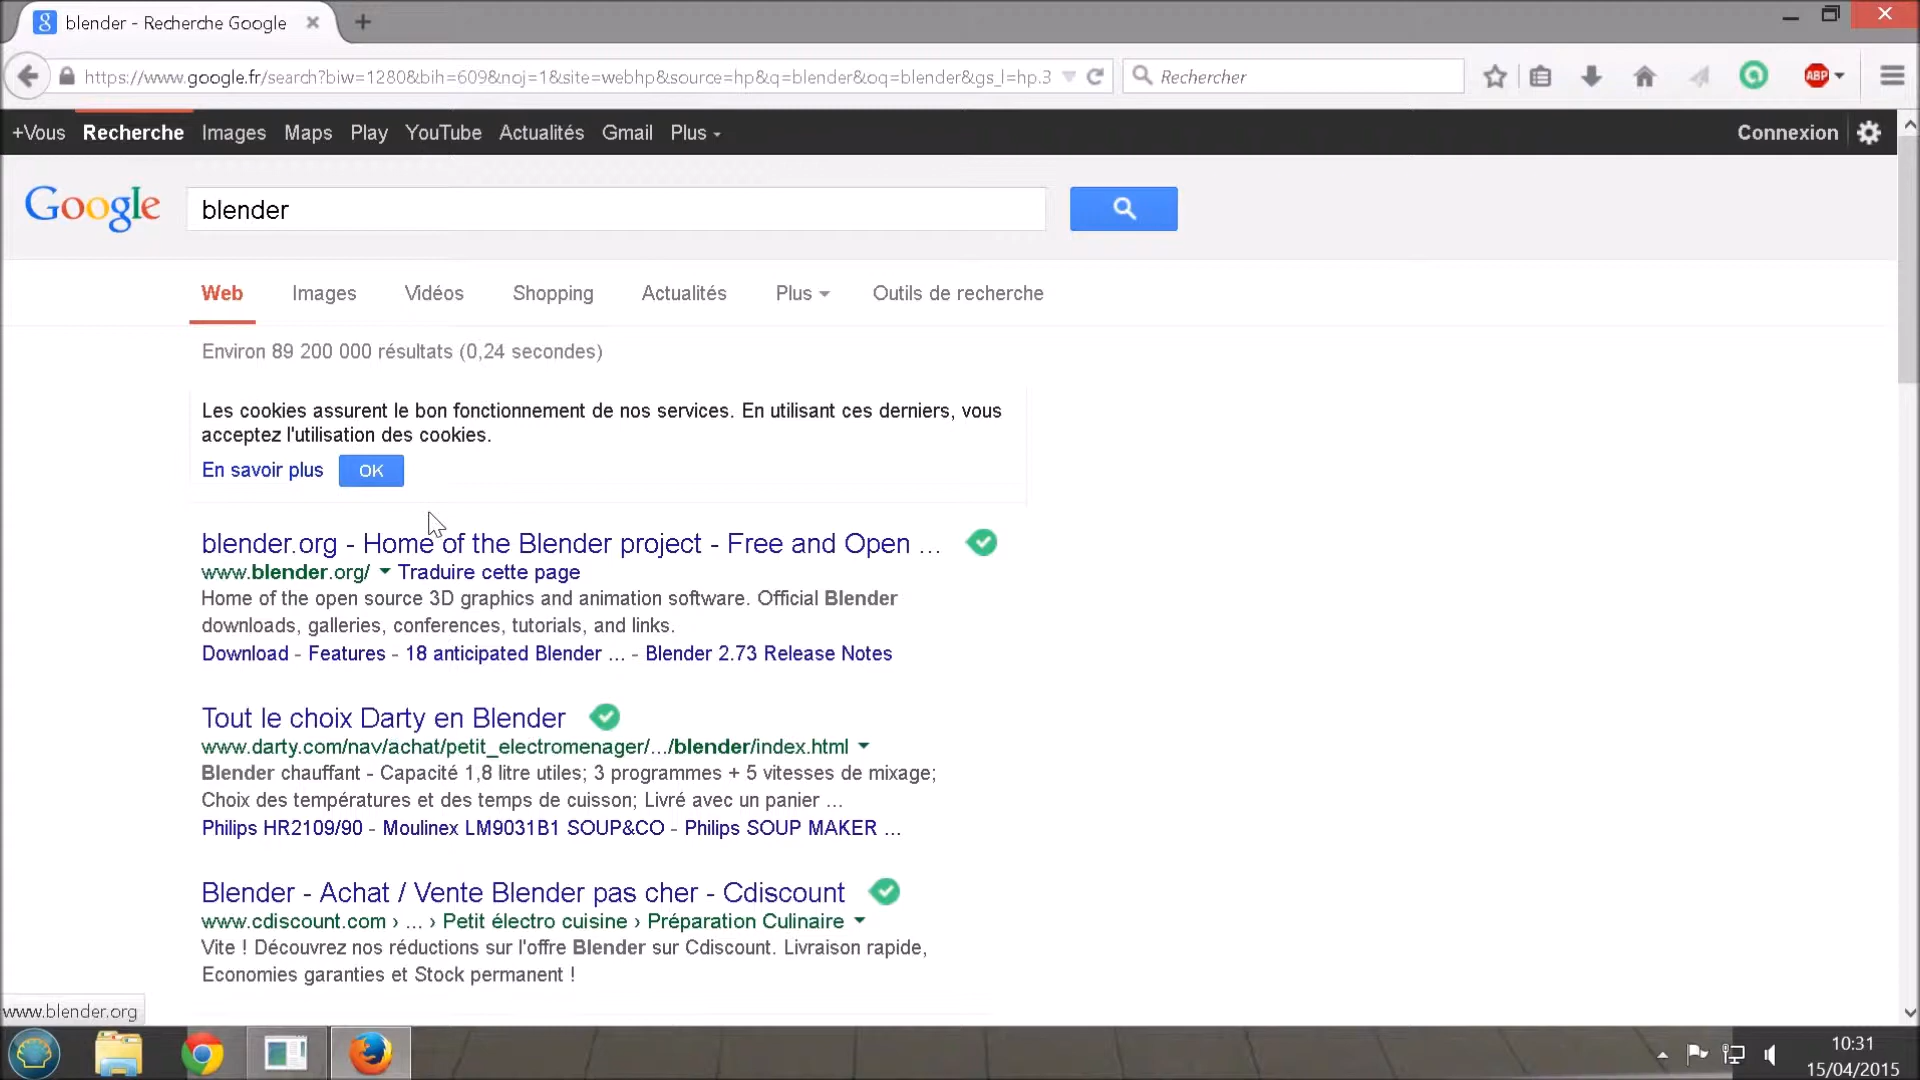 blender - Recherche Google
https://www.google.fr/search?biw=1280&bih=609&noj=1&site=webhp&source=hp&q=blender&oq=blender&gs_l=hp.3
Rechercher
ABP
+Vous Recherche Images Maps Play YouTube Actualités Gmail Plus
Connexion
Google
blender
Web Images Vidéos Shopping Actualités Plus Outils de recherche
Environ 89 200 000 résultats (0,24 secondes)
Les cookies assurent le bon fonctionnement de nos services. En utilisant ces derniers, vous
acceptez l'utilisation des cookies.
En savoir plus OK
blender.org - Home of the Blender project - Free and Open ...
www.blender.org/ Traduire cette page
Home of the open source 3D graphics and animation software. Official Blender
downloads, galleries, conferences, tutorials, and links.
Download - Features - 18 anticipated Blender ... - Blender 2.73 Release Notes
Tout le choix Darty en Blender
www.darty.com/nav/achat/petit_electromenager/.../blender/index.html
Blender chauffant - Capacité 1,8 litre utiles; 3 programmes + 5 vitesses de mixage;
Choix des températures et des temps de cuisson; Livré avec un panier ...
Philips HR2109/90 - Moulinex LM9031B1 SOUP&CO - Philips SOUP MAKER ...
Blender - Achat / Vente Blender pas cher - Cdiscount
www.cdiscount.com › ... › Petit électro cuisine › Préparation Culinaire
Vite ! Découvrez nos réductions sur l'offre Blender sur Cdiscount. Livraison rapide,
Economies garanties et Stock permanent !
www.blender.org
10:31
15/04/2015